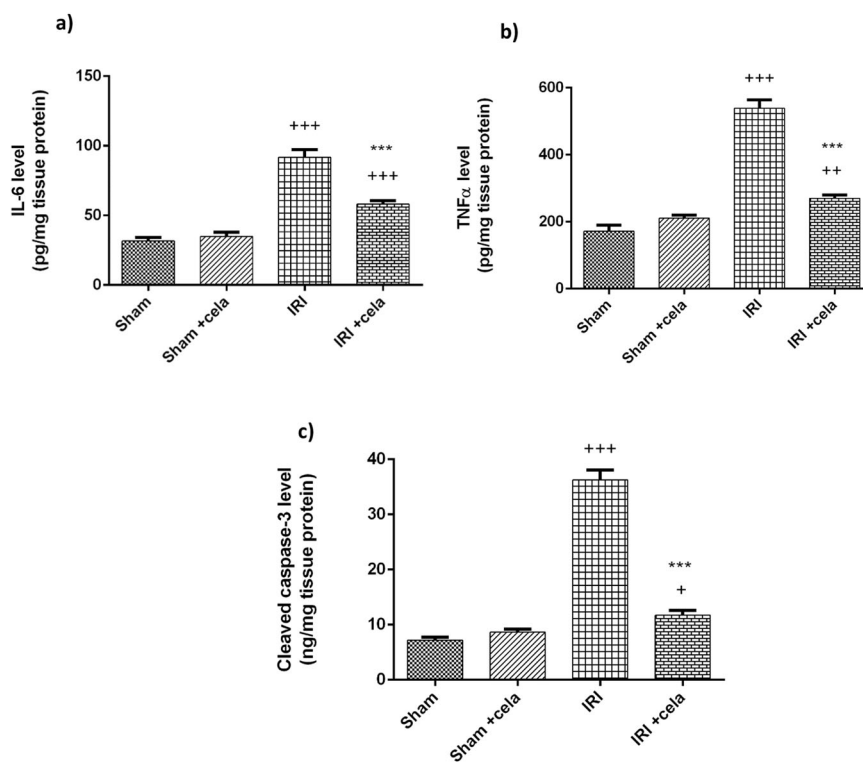 a)
IL-6 level
(pg/mg tissue protein)
150
100
50
0
+++
***
+++
Sham
Sham +cela
IRI
IRI +cela
b)
TNFα level
(pg/mg tissue protein)
600
400
200
0
+++
***
++
Sham
Sham +cela
IRI
IRI +cela
c)
Cleaved caspase-3 level
(ng/mg tissue protein)
40
30
20
10
0
+++
***
+
Sham
Sham +cela
IRI
IRI +cela